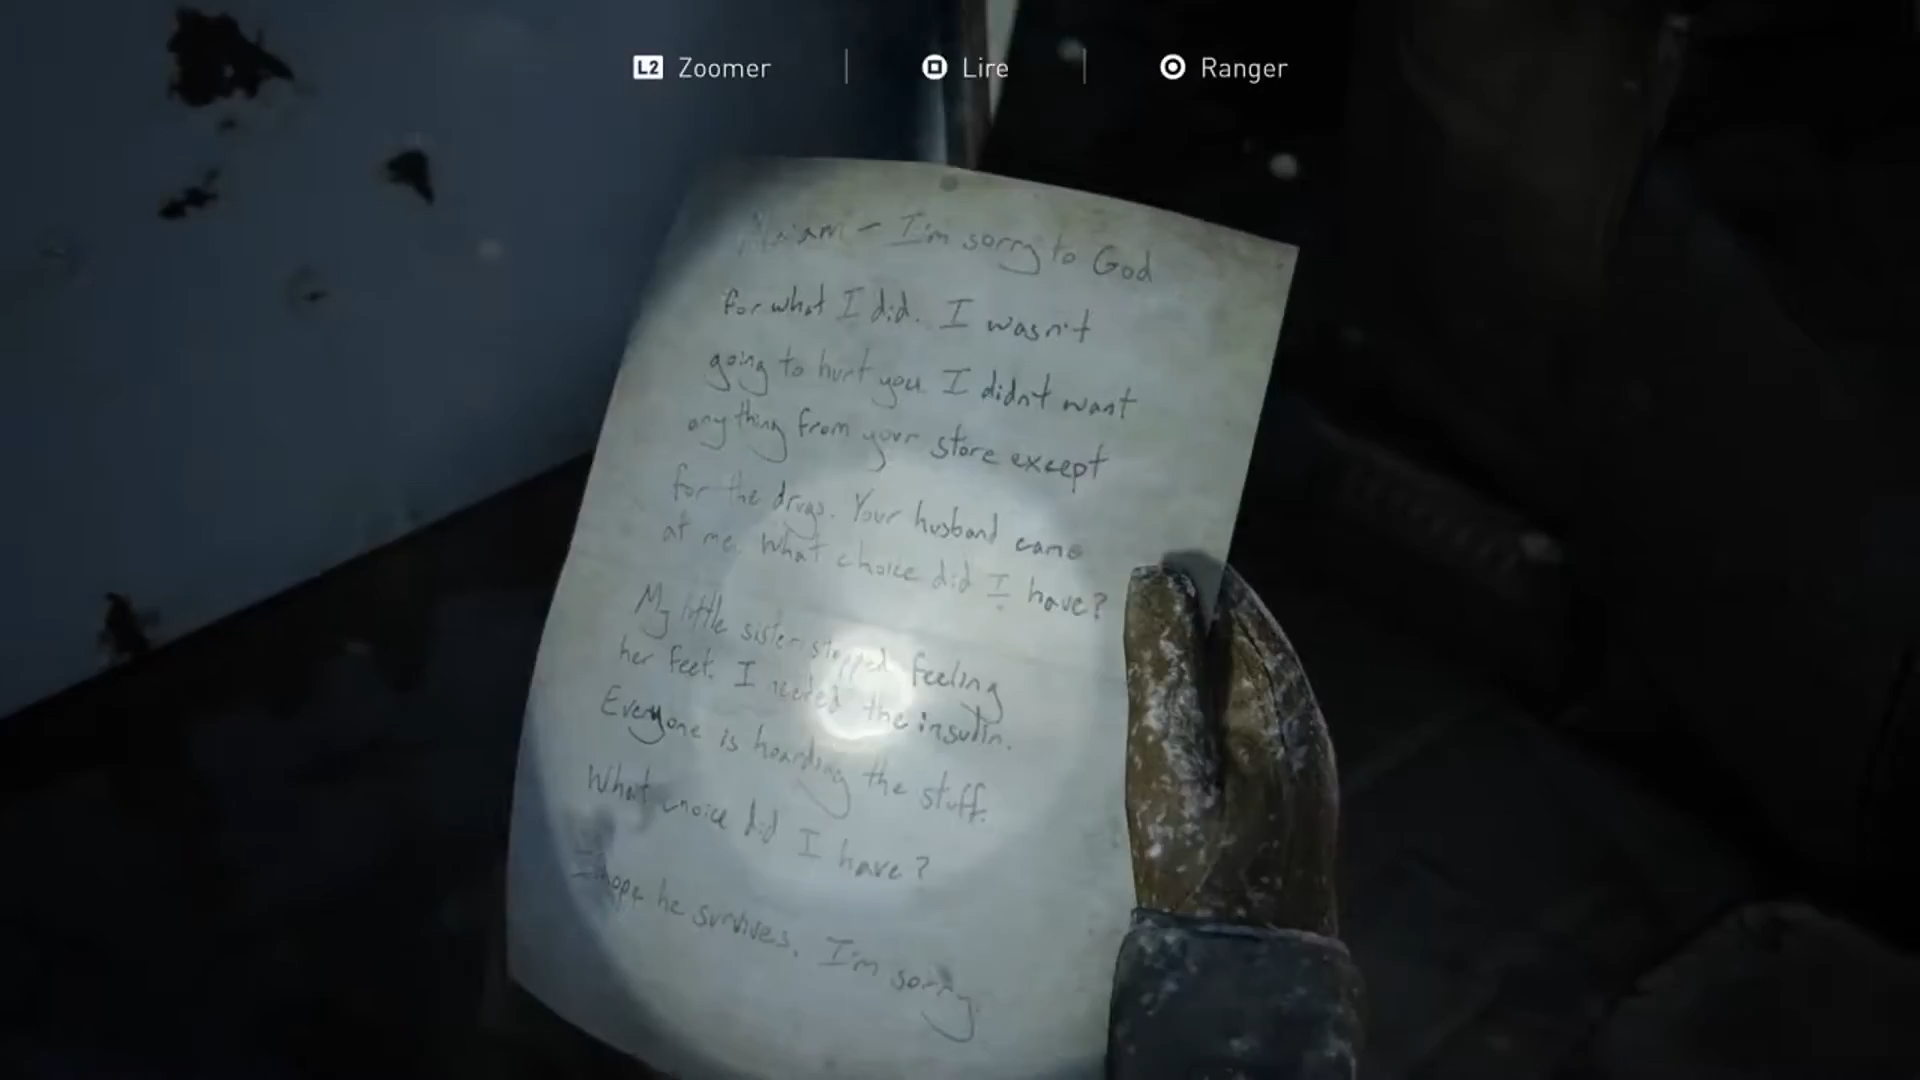 L2 Zoomer
Lire
Ranger
Ma'am - I'm sorry to God
for what I did. I wasn't
going to hurt you. I didn't want
anything from your store except
for the drugs. Your husband came
at me. What choice did I have?
My little sister stopped feeling
her feet. I needed the insulin.
Everyone is hoarding the stuff.
What choice did I have?
I hope he survives. I'm sorry.